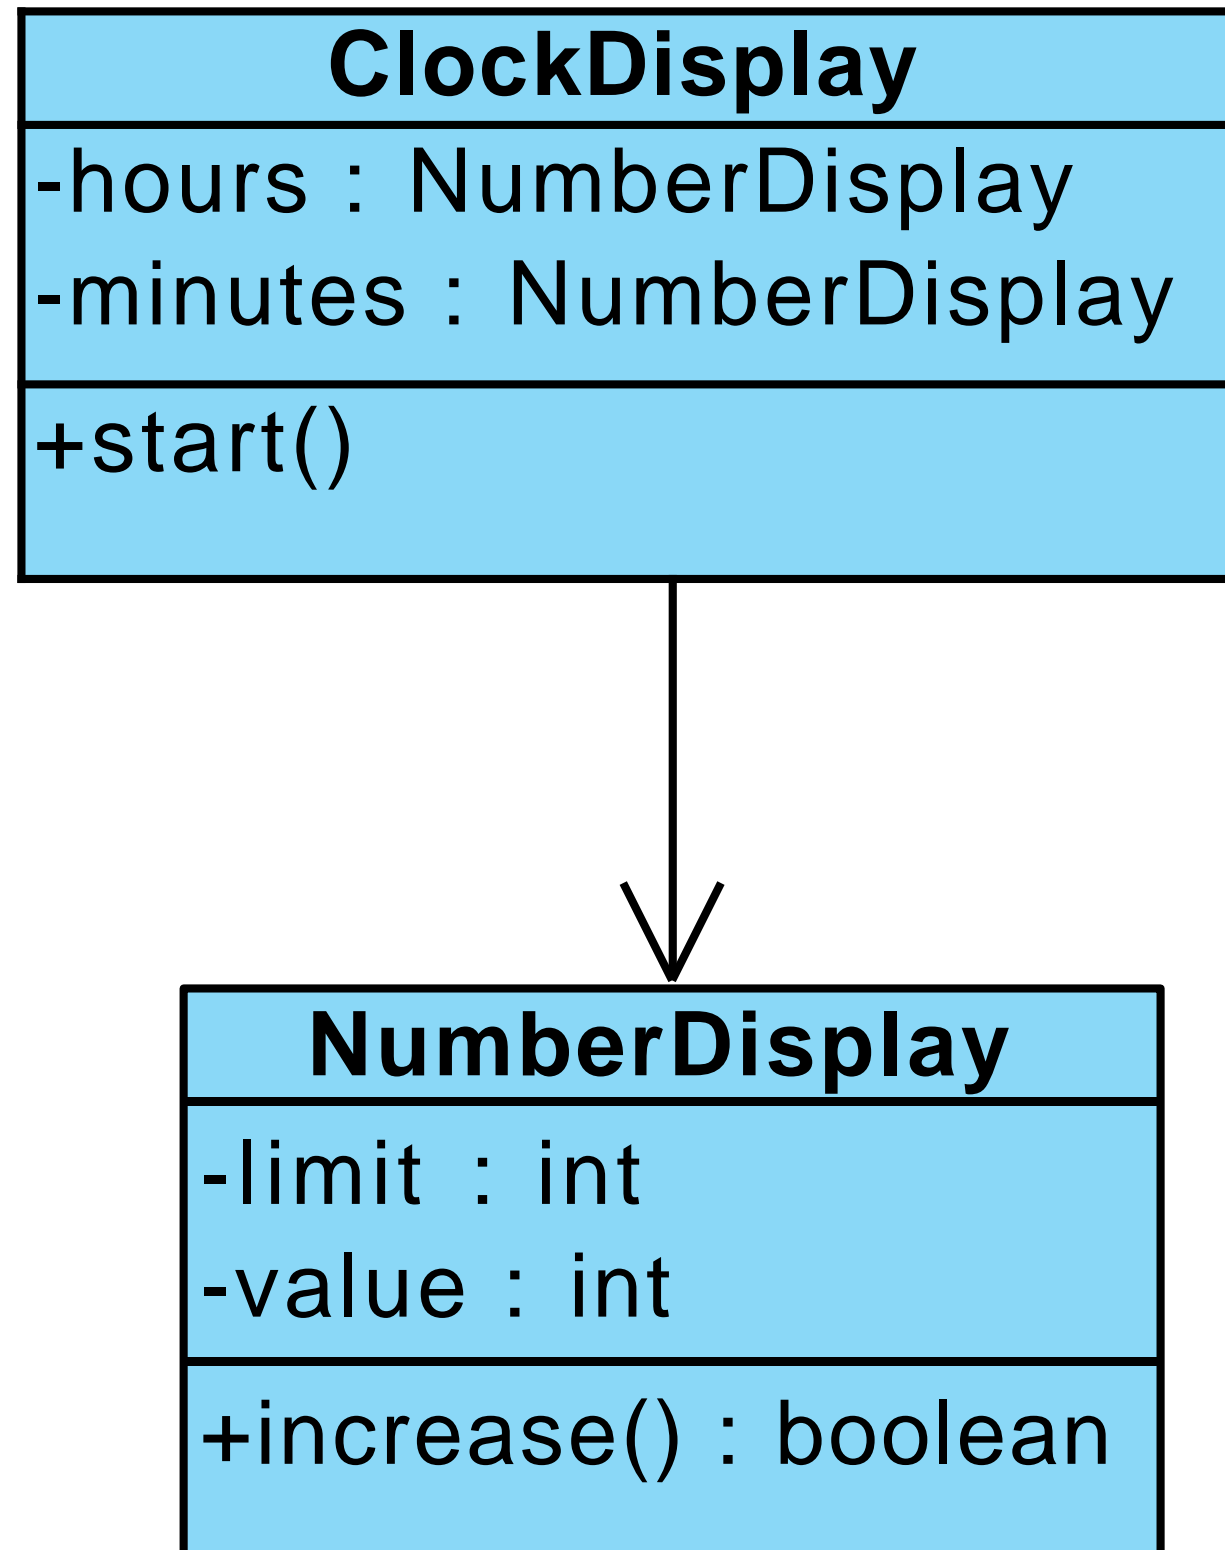 ClockDisplay
-hours : NumberDisplay
-minutes : NumberDisplay
+start()
NumberDisplay
-limit : int
-value : int
+increase() : boolean